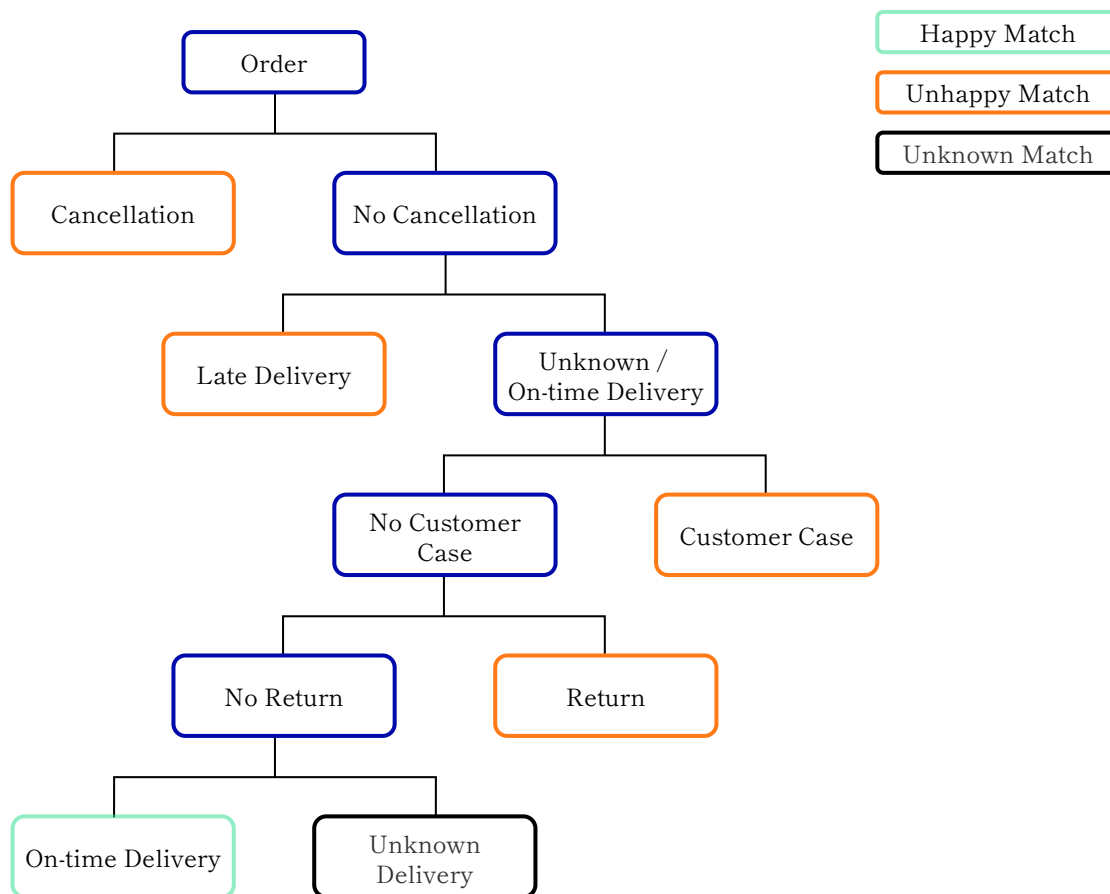 Order
Happy Match
Unhappy Match
Unknown Match
Cancellation
No Cancellation
Late Delivery
Unknown /
On-time Delivery
No Customer
Case
Customer Case
No Return
Return
On-time Delivery
Unknown
Delivery